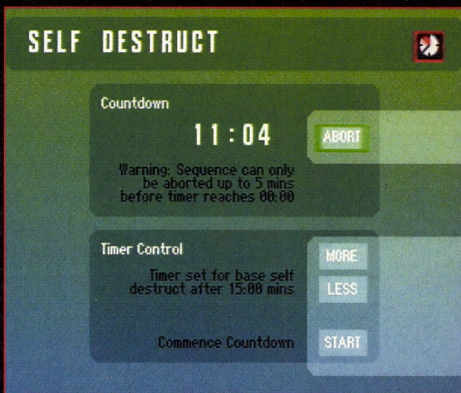 SELF DESTRUCT
Countdown
11:04
ABORT
Warning: Sequence can only
be aborted up to 5 mins
before timer reaches 00:00
Timer Control
MORE
Timer set for base self
destruct after 15:00 mins
LESS
Commence Countdown
START